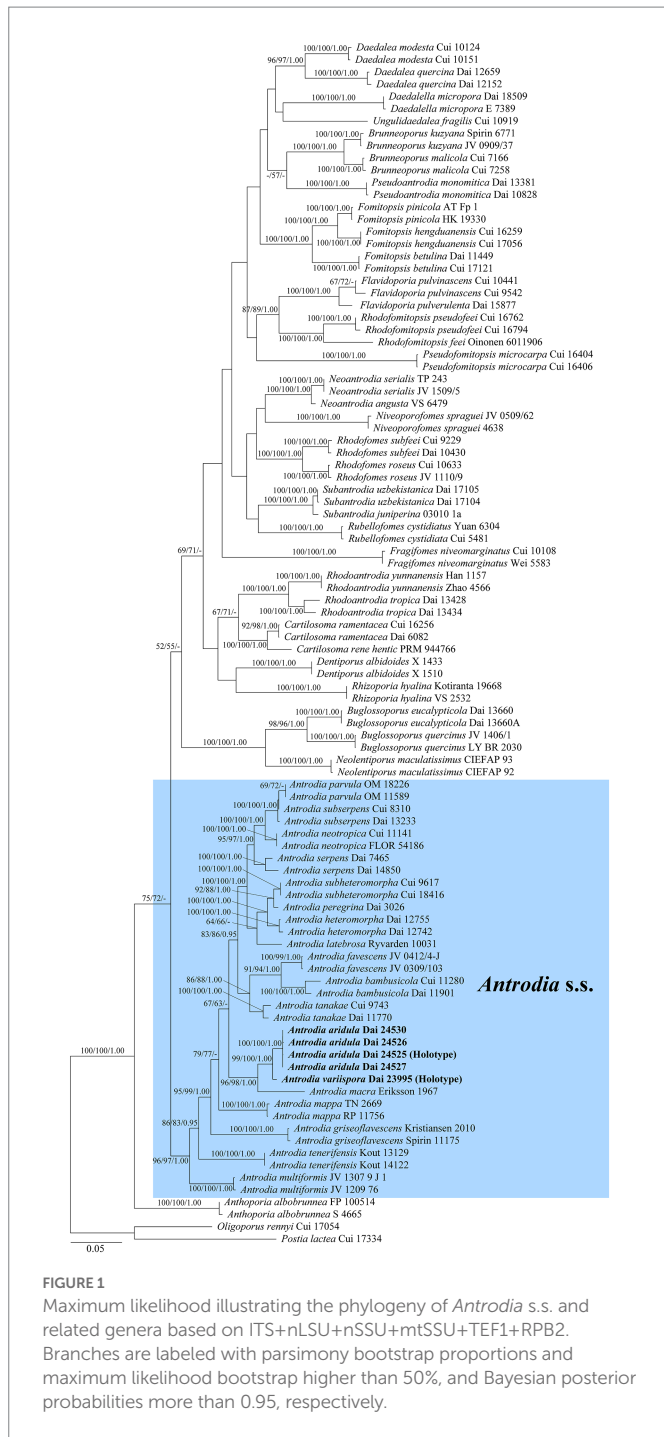 100/100/1.00
Daedalea modesta Cui 10124
96/97/1.00
Daedalea modesta Cui 10151
Daedalea quercina Dai 12659
100/100/1.00
Daedalea quercina Dai 12152
100/100/1.00
Daedalella micropora Dai 18509
Daedalella micropora E 7389
Ungulidaedalea fragilis Cui 10919
100/100/1.00
Brunneoporus kuzyana Spirin 6771
100/100/1.00
Brunneoporus kuzyana JV 0909/37
-/57/-
Brunneoporus malicola Cui 7166
100/100/1.00
Brunneoporus malicola Cui 7258
Pseudoantrodia monomitica Dai 13381
100/100/1.00
Pseudoantrodia monomitica Dai 10828
100/100/1.00
Fomitopsis pinicola AT Fp 1
Fomitopsis pinicola HK 19330
100/100/1.00
Fomitopsis hengduanensis Cui 16259
100/100/1.00
Fomitopsis hengduanensis Cui 17056
Fomitopsis betulina Dai 11449
100/100/1.00
Fomitopsis betulina Cui 17121
67/72/-
Flavidoporia pulvinascens Cui 10441
100/100/1.00
Flavidoporia pulvinascens Cui 9542
87/89/1.00
Flavidoporia pulverulenta Dai 15877
100/100/1.00
Rhodofomitopsis pseudofeei Cui 16762
Rhodofomitopsis pseudofeei Cui 16794
100/100/1.00
Rhodofomitopsis feei Oinonen 6011906
100/100/1.00
Pseudofomitopsis microcarpa Cui 16404
Pseudofomitopsis microcarpa Cui 16406
100/100/1.00
Neoantrodia serialis TP 243
100/100/1.00
Neoantrodia serialis JV 1509/5
Neoantrodia angusta VS 6479
100/100/1.00
Niveoporofomes spraguei JV 0509/62
Niveoporofomes spraguei 4638
100/100/1.00
Rhodofomes subfeei Cui 9229
100/100/1.00
Rhodofomes subfeei Dai 10430
Rhodofomes roseus Cui 10633
100/100/1.00
Rhodofomes roseus JV 1110/9
100/100/1.00
Subantrodia uzbekistanica Dai 17105
100/100/1.00
Subantrodia uzbekistanica Dai 17104
Subantrodia juniperina 03010 1a
100/100/1.00
Rubellofomes cystidiatus Yuan 6304
Rubellofomes cystidiata Cui 5481
69/71/-
100/100/1.00
Fragifomes niveomarginatus Cui 10108
Fragifomes niveomarginatus Wei 5583
100/100/1.00
Rhodoantrodia yunnanensis Han 1157
100/100/1.00
Rhodoantrodia yunnanensis Zhao 4566
Rhodoantrodia tropica Dai 13428
67/71/-
100/100/1.00
Rhodoantrodia tropica Dai 13434
92/98/1.00
Cartilosoma ramentacea Cui 16256
Cartilosoma ramentacea Dai 6082
100/100/1.00
Cartilosoma rene hentic PRM 944766
52/55/-
100/100/1.00
Dentiporus albidoides X 1433
Dentiporus albidoides X 1510
100/100/1.00
Rhizoporia hyalina Kotiranta 19668
Rhizoporia hyalina VS 2532
100/100/1.00
Buglossoporus eucalypticola Dai 13660
98/96/1.00
Buglossoporus eucalypticola Dai 13660A
100/100/1.00
Buglossoporus quercinus JV 1406/1
100/100/1.00
Buglossoporus quercinus LY BR 2030
100/100/1.00
Neolentiporus maculatissimus CIEFAP 93
Neolentiporus maculatissimus CIEFAP 92
69/72/-
Antrodia parvula OM 18226
Antrodia parvula OM 11589
100/100/1.00
Antrodia subserpens Cui 8310
Antrodia subserpens Dai 13233
100/100/1.00
Antrodia neotropica Cui 11141
95/97/1.00
Antrodia neotropica FLOR 54186
100/100/1.00
Antrodia serpens Dai 7465
100/100/1.00
Antrodia serpens Dai 14850
100/100/1.00
Antrodia subheteromorpha Cui 9617
92/88/1.00
Antrodia subheteromorpha Cui 18416
100/100/1.00
Antrodia peregrina Dai 3026
100/100/1.00
Antrodia heteromorpha Dai 12755
64/66/-
Antrodia heteromorpha Dai 12742
83/86/0.95
Antrodia latebrosa Ryvarden 10031
100/99/1.00
Antrodia favescens JV 0412/4-J
91/94/1.00
Antrodia favescens JV 0309/103
86/88/1.00
Antrodia bambusicola Cui 11280
100/100/1.00
100/100/1.00
Antrodia bambusicola Dai 11901
Antrodia s.s.
Antrodia tanakae Cui 9743
67/63/-
Antrodia tanakae Dai 11770
Antrodia aridula Dai 24530
100/100/1.00
Antrodia aridula Dai 24526
79/77/-
Antrodia aridula Dai 24525 (Holotype)
99/100/1.00
Antrodia aridula Dai 24527
96/98/1.00
Antrodia variispora Dai 23995 (Holotype)
95/99/1.00
Antrodia macra Eriksson 1967
100/100/1.00
Antrodia mappa TN 2669
Antrodia mappa RP 11756
86/83/0.95
100/100/1.00
Antrodia griseoflavescens Kristiansen 2010
Antrodia griseoflavescens Spirin 11175
96/97/1.00
100/100/1.00
Antrodia tenerifensis Kout 13129
Antrodia tenerifensis Kout 14122
Antrodia multiformis JV 1307 9 J 1
100/100/1.00
Antrodia multiformis JV 1209 76
75/72/-
100/100/1.00
100/100/1.00
Anthoporia albobrunnea FP 100514
Anthoporia albobrunnea S 4665
Oligoporus rennyi Cui 17054
Postia lactea Cui 17334
0.05
FIGURE 1
Maximum likelihood illustrating the phylogeny of Antrodia s.s. and
related genera based on ITS+nLSU+nSSU+mtSSU+TEF1+RPB2.
Branches are labeled with parsimony bootstrap proportions and
maximum likelihood bootstrap higher than 50%, and Bayesian posterior
probabilities more than 0.95, respectively.